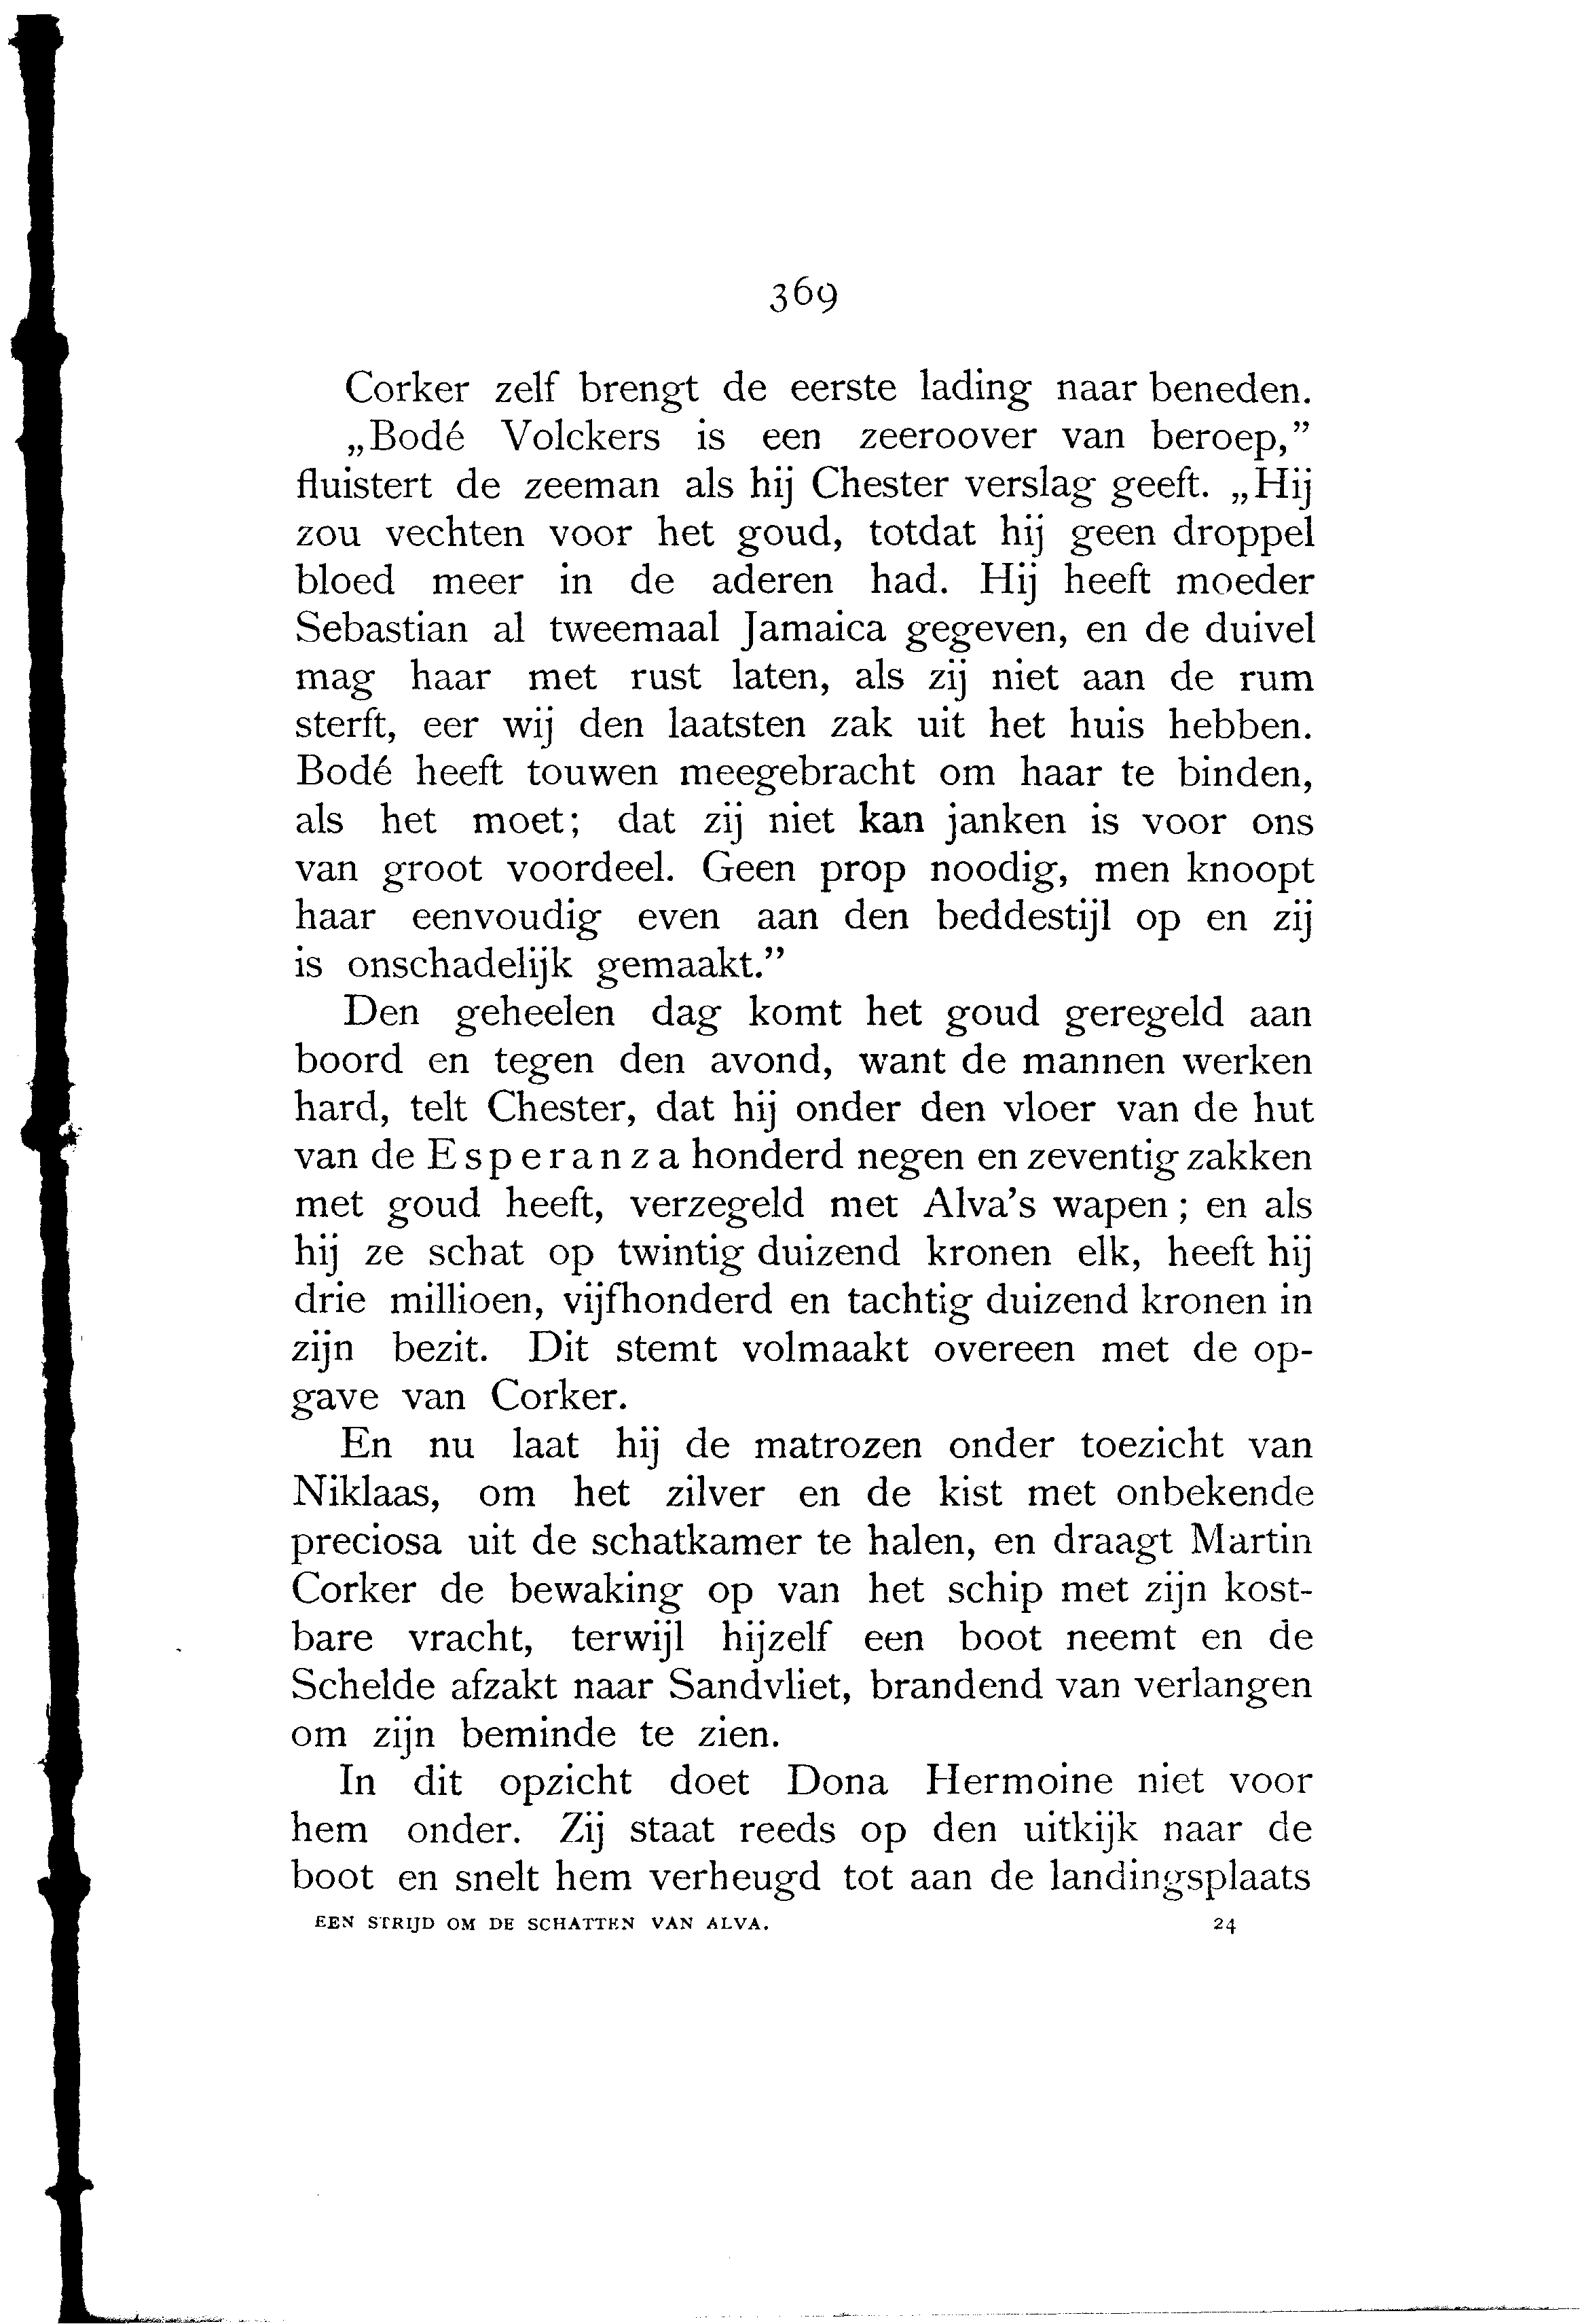 369
Corker zelf brengt de eerste lading naar beneden.
„Bodé Volckers is een zeeroover van beroep,”
fluistert de zeeman als hij Chester verslag geeft. „Hij
zou vechten voor het goud, totdat hij geen droppel
bloed meer in de aderen had. Hij heeft moeder
Sebastian al tweemaal Jamaica gegeven, en de duivel
mag haar met rust laten, als zij niet aan de rum
sterft, eer wij den laatsten zak uit het huis hebben.
Bodé heeft touwen meegebracht om haar te binden,
als het moet; dat zij niet kan janken is voor ons
van groot voordeel. Geen prop noodig, men knoopt
haar eenvoudig even aan den beddestijl op en zij
is onschadelijk gemaakt.”
Den geheelen dag komt het goud geregeld aan
boord en tegen den avond, want de mannen werken
hard, telt Chester, dat hij onder den vloer van de hut
van de Esperanza honderd negen en zeventig zakken
met goud heeft, verzegeld met Alva's wapen; en als
hij ze schat op twintig duizend kronen elk, heeft hij
drie millioen, vijfhonderd en tachtig duizend kronen in
zijn bezit. Dit stemt volmaakt overeen met de op-
gave van Corker.
En nu laat hij de matrozen onder toezicht van
Niklaas, om het zilver en de kist met onbekende
preciosa uit de schatkamer te halen, en draagt Martin
Corker de bewaking op van het schip met zijn kost-
bare vracht, terwijl hijzelf een boot neemt en de
Schelde afzakt naar Sandvliet, brandend van verlangen
om zijn beminde te zien.
In dit opzicht doet Dona Hermoine niet voor
hem onder. Zij staat reeds op den uitkijk naar de
boot en snelt hem verheugd tot aan de landingsplaats
EEN STRIJD OM DE SCHATTEN VAN ALVA. 24